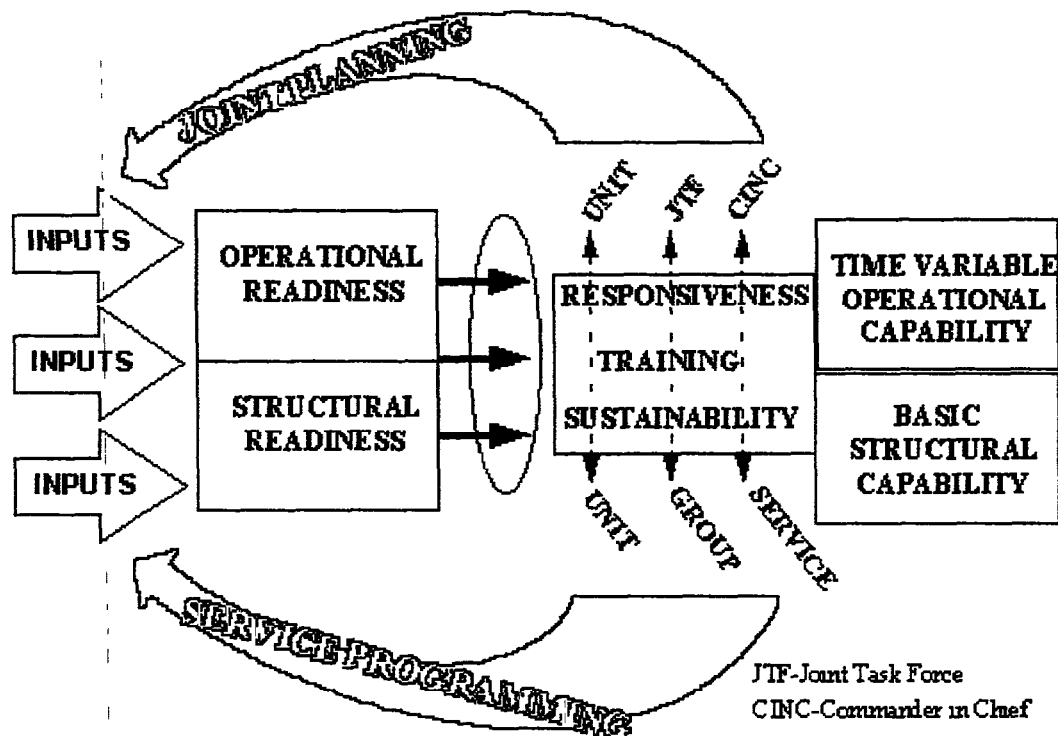 JOINT PLANNING
UNIT
JTF
CINC
INPUTS
INPUTS
INPUTS
OPERATIONAL
READINESS
STRUCTURAL
READINESS
RESPONSIVENESS
TRAINING
SUSTAINABILITY
TIME VARIABLE
OPERATIONAL
CAPABILITY
BASIC
STRUCTURAL
CAPABILITY
UNIT
GROUP
SERVICE
SERVICE PROGRAMMING
JTF-Joint Task Force
CINC-Commander in Chief